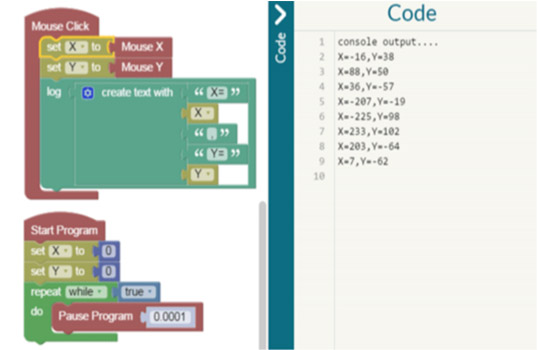 Mouse Click
set X to Mouse X
set Y to Mouse Y
log create text with “ X= ”
X
“ , ”
“ Y= ”
Y
Start Program
set X to 0
set Y to 0
repeat while true
do Pause Program 0.0001
Code
Code
1 console output....
2 X=-16,Y=38
3 X=88,Y=50
4 X=36,Y=-57
5 X=-207,Y=-19
6 X=-225,Y=98
7 X=233,Y=102
8 X=203,Y=-64
9 X=7,Y=-62
10